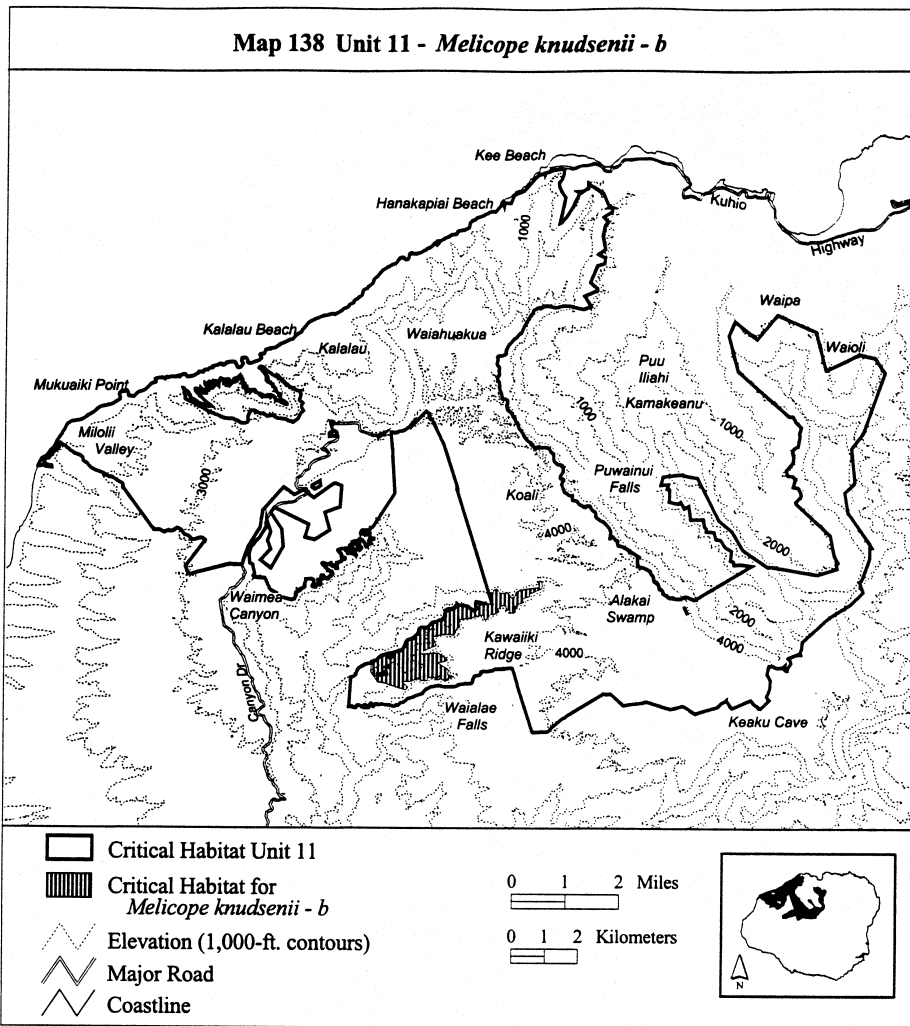 Map 138 Unit 11 - Melicope knudsenii - b
Kee Beach
Hanakapiai Beach
Kuhio
Highway
1000
Waipa
Kalalau Beach
Kalalau
Waiahuakua
Waioli
Mukuaiki Point
Puu
Iliahi
Kamakeanu
1000
1000
Milolii
Valley
3000
Puwainui
Falls
Koali
4000
2000
Waimea
Canyon
Alakai
Swamp
2000
4000
Kawaiiki
Ridge
4000
Canyon Dr
Waialae
Falls
Keaku Cave
Critical Habitat Unit 11
Critical Habitat for
Melicope knudsenii - b
Elevation (1,000-ft. contours)
Major Road
Coastline
0 1 2 Miles
0 1 2 Kilometers
N